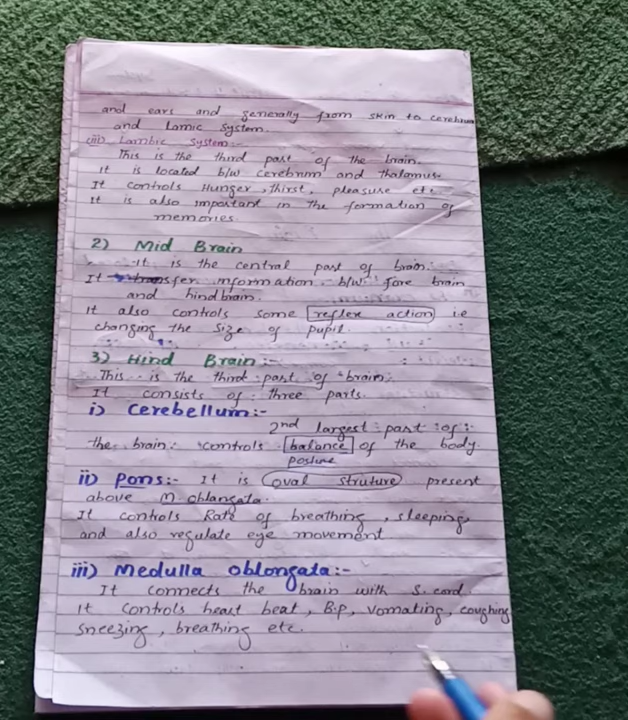 and ears and generally from skin to cerebrum
and Lamic System.
(iii) Lambic System:-
This is the third part of the brain.
It is located b/w cerebrum and thalamus.
It controls Hunger, thirst, pleasure etc
It is also important in the formation of
memories.
2) Mid Brain
It is the central part of brain.
It transfer information b/w fore brain
and hindbrain.
It also controls some reflex action i.e
changing the size of pupil.
3) Hind Brain:-
This is the third part of brain.
It consists of three parts.
i) Cerebellum:-
2nd largest part of
the brain. controls balance of the body.
posture
ii) Pons:- It is oval struture present
above M oblangata.
It controls Rate of breathing, sleeping,
and also regulate eye movement
iii) Medulla oblongata:-
It connects the brain with S.cord.
It controls heart beat, B.p, vomating, coughing
sneezing, breathing etc.